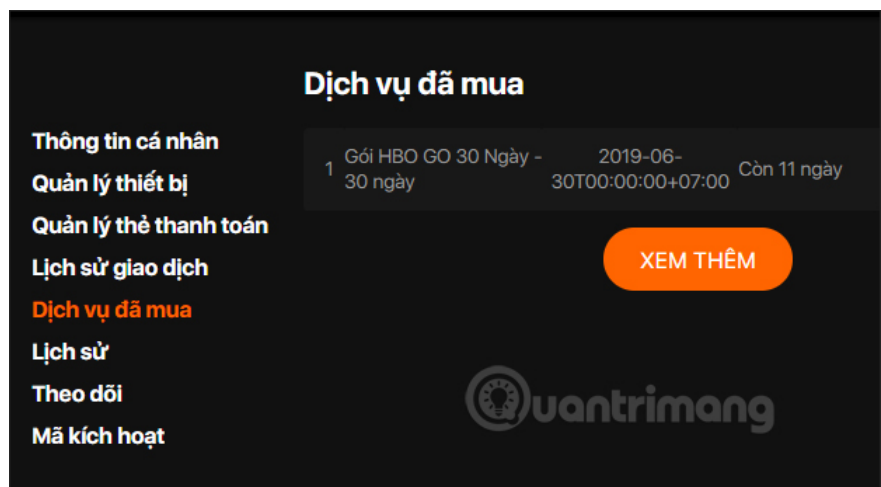 Dịch vụ đã mua
Thông tin cá nhân
Quản lý thiết bị
Quản lý thẻ thanh toán
Lịch sử giao dịch
Dịch vụ đã mua
Lịch sử
Theo dõi
Mã kích hoạt
1
Gói HBO GO 30 Ngày -
30 ngày
2019-06-
30T00:00:00+07:00
Còn 11 ngày
XEM THÊM
Quantrimang